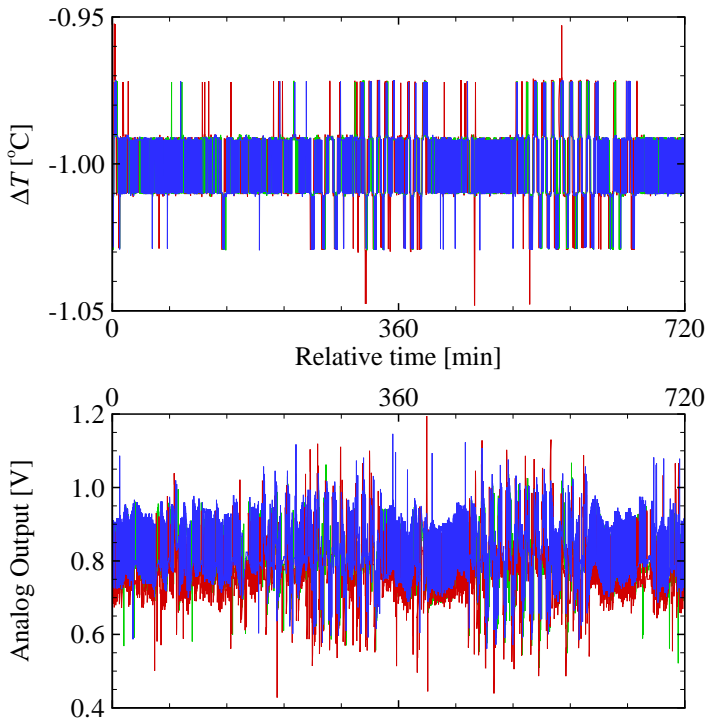 -0.95
-1.00
-1.05
ΔT [°C]
0 360 720
Relative time [min]
0 360 720
1.2
1.0
0.8
0.6
0.4
Analog Output [V]